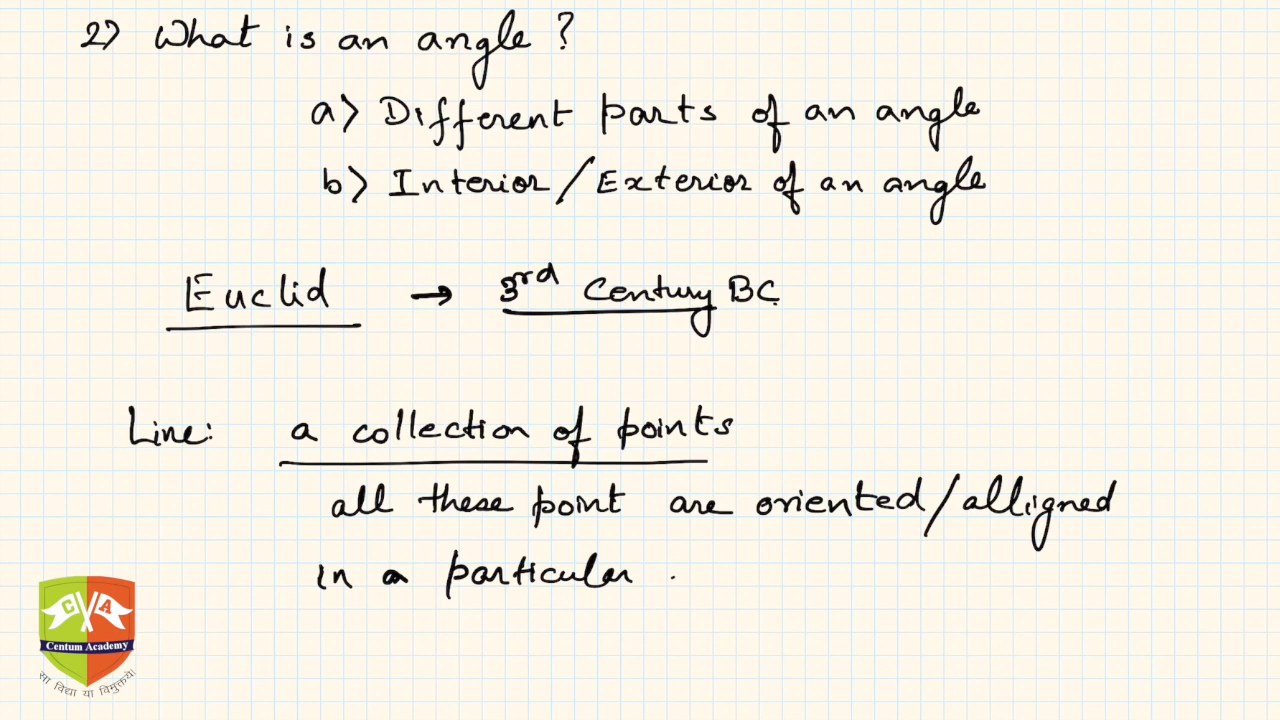 2) What is an angle ?
a) Different parts of an angle
b) Interior/Exterior of an angle
Euclid → 3rd Century BC
Line: a collection of points
all these point are oriented/alligned
in a particular
C A
Centum Academy
सा विद्या या विमुक्तये।